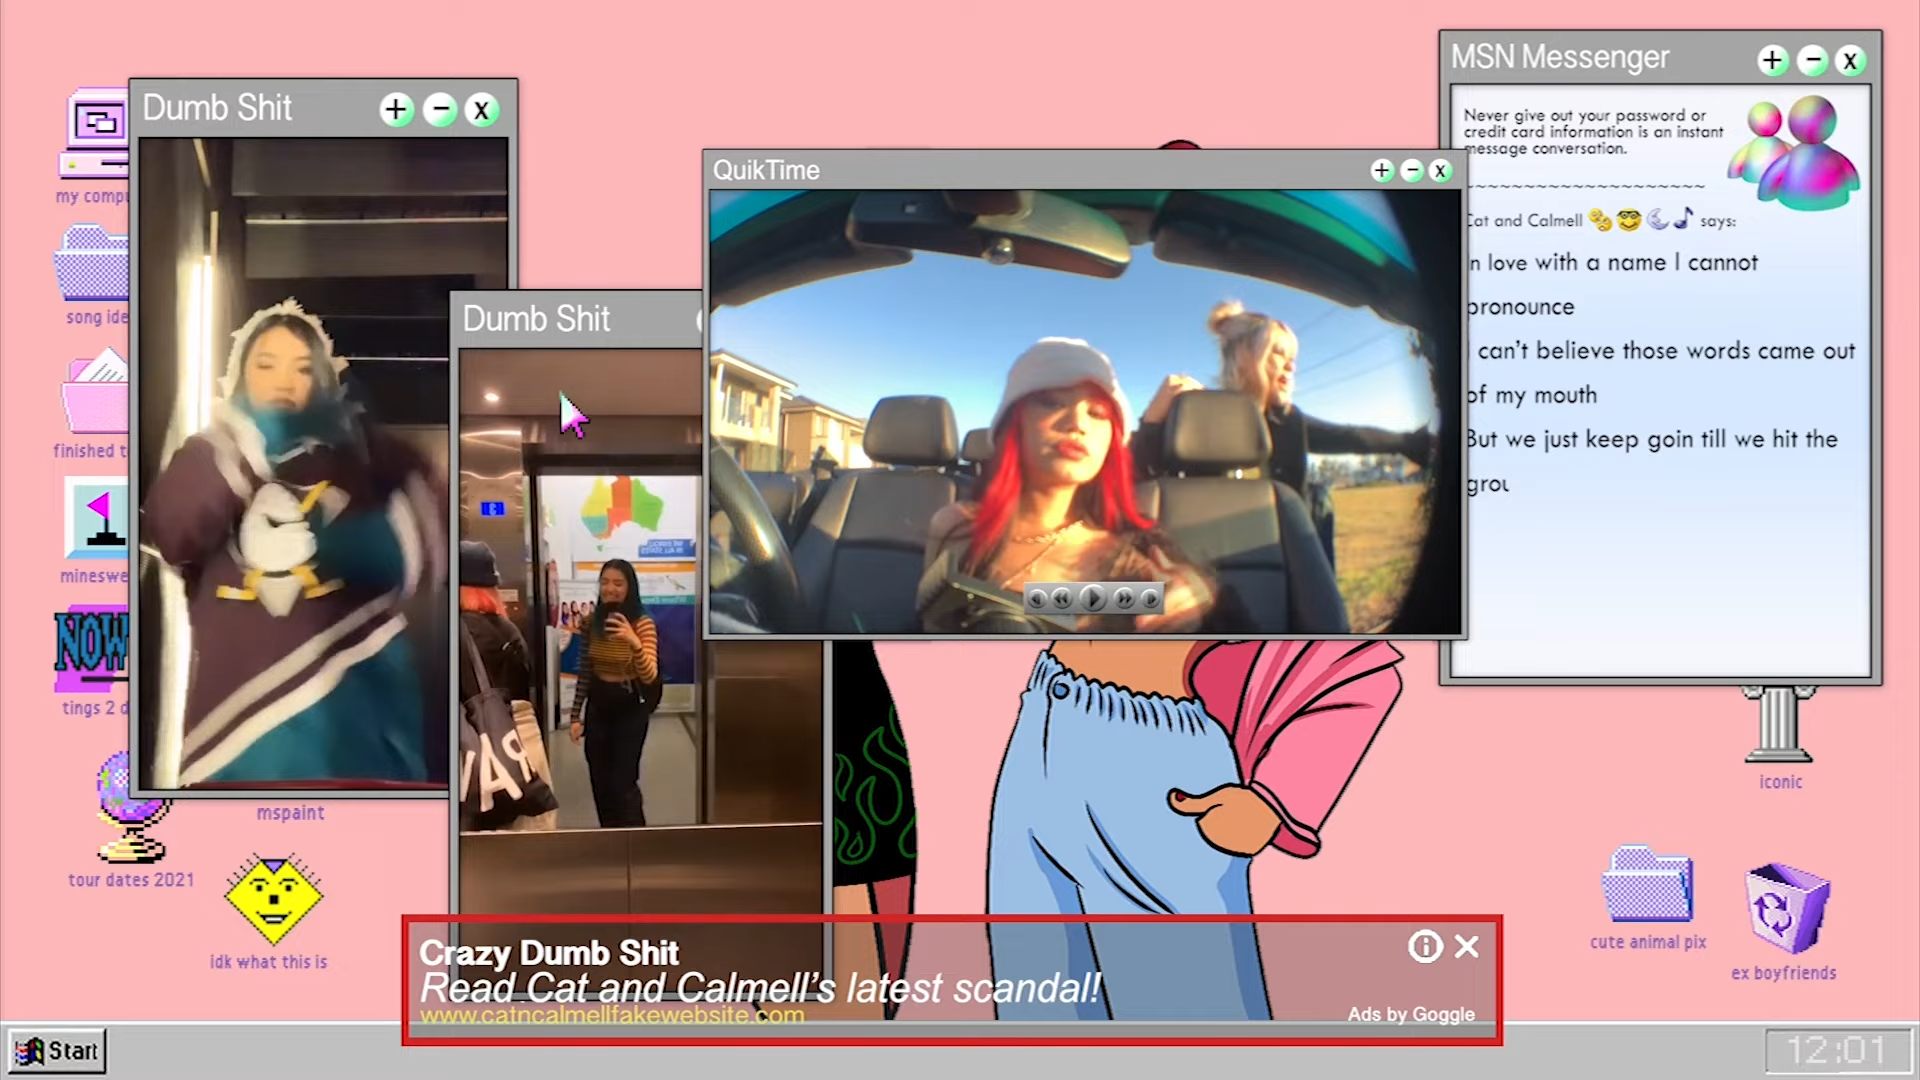 Dumb Shit
Dumb Shit
QuikTime
MSN Messenger
Never give out your password or
credit card information is an instant
message conversation.
~~~~~~~~~~~~~~~~~~~~
Cat and Calmell says:
In love with a name I cannot
pronounce
can't believe those words came out
of my mouth
But we just keep goin till we hit the
grou
my compu
song ide
finished t
mineswe
NOW
tings 2 d
mspaint
tour dates 2021
idk what this is
iconic
cute animal pix
ex boyfriends
Crazy Dumb Shit
Read Cat and Calmell's latest scandal!
www.catncalmellfakewebsite.com
Ads by Goggle
Start
12:01